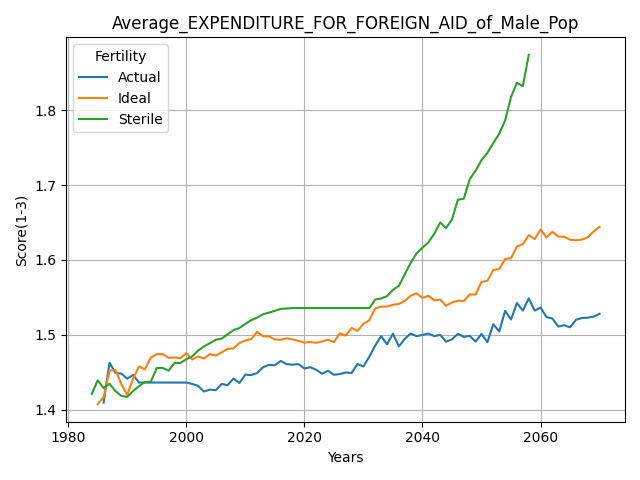 Average_EXPENDITURE_FOR_FOREIGN_AID_of_Male_Pop
Fertility
Actual
Ideal
Sterile
Score(1-3)
1.8
1.7
1.6
1.5
1.4
1980 2000 2020 2040 2060
Years